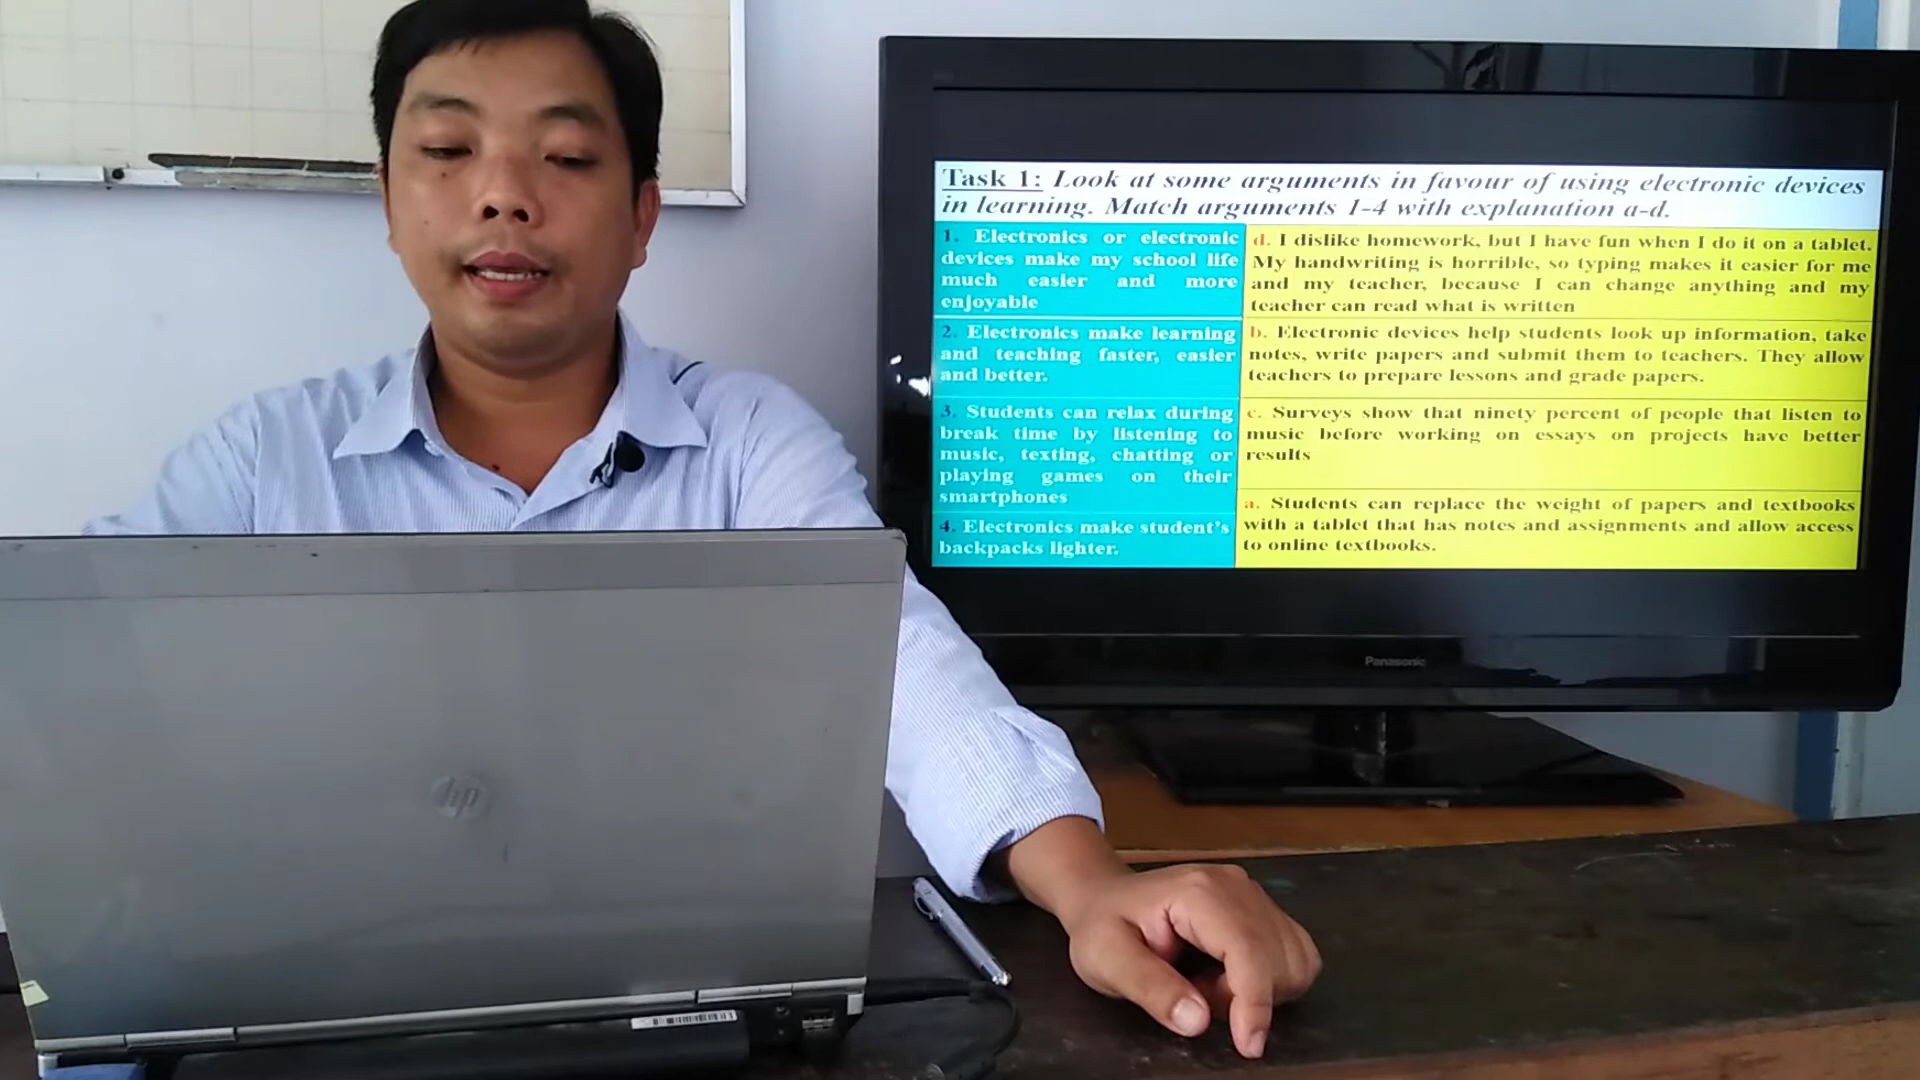 Task 1: Look at some arguments in favour of using electronic devices
in learning. Match arguments 1-4 with explanation a-d.
1. Electronics or electronic
devices make my school life
much easier and more
enjoyable
d. I dislike homework, but I have fun when I do it on a tablet.
My handwriting is horrible, so typing makes it easier for me
and my teacher, because I can change anything and my
teacher can read what is written
2. Electronics make learning
and teaching faster, easier
and better.
b. Electronic devices help students look up information, take
notes, write papers and submit them to teachers. They allow
teachers to prepare lessons and grade papers.
3. Students can relax during
break time by listening to
music, texting, chatting or
playing games on their
smartphones
c. Surveys show that ninety percent of people that listen to
music before working on essays on projects have better
results
4. Electronics make student's
backpacks lighter.
a. Students can replace the weight of papers and textbooks
with a tablet that has notes and assignments and allow access
to online textbooks.
Panasonic
hp